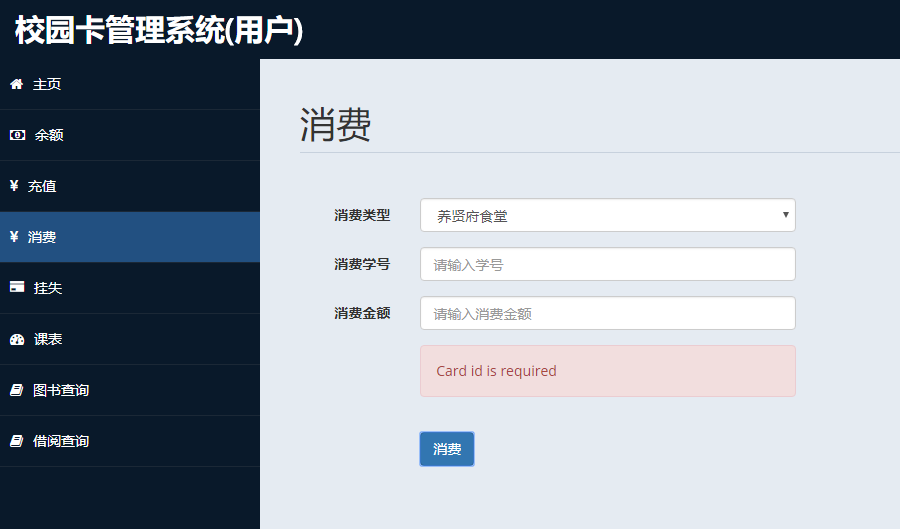 校园卡管理系统(用户)
主页
余额
¥ 充值
¥ 消费
挂失
课表
图书查询
借阅查询
消费
消费类型 养贤府食堂
消费学号 请输入学号
消费金额 请输入消费金额
Card id is required
消费